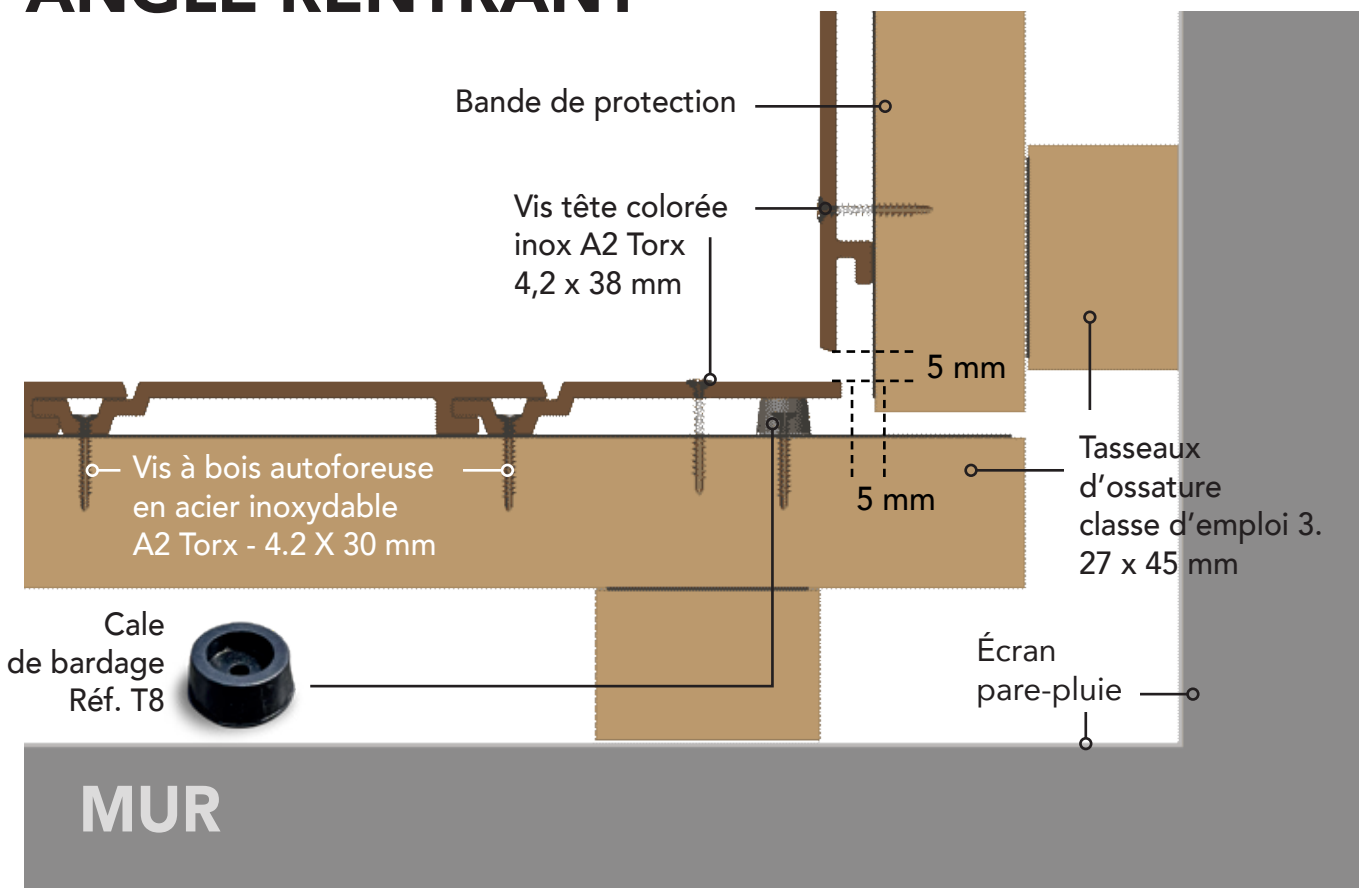 ANGLE RENTRANT
Bande de protection
Vis tête colorée
inox A2 Torx
4,2 x 38 mm
5 mm
Vis à bois autoforeuse
en acier inoxydable
A2 Torx - 4.2 X 30 mm
5 mm
Tasseaux
d'ossature
classe d'emploi 3.
27 x 45 mm
Cale
de bardage
Réf. T8
Écran
pare-pluie
MUR